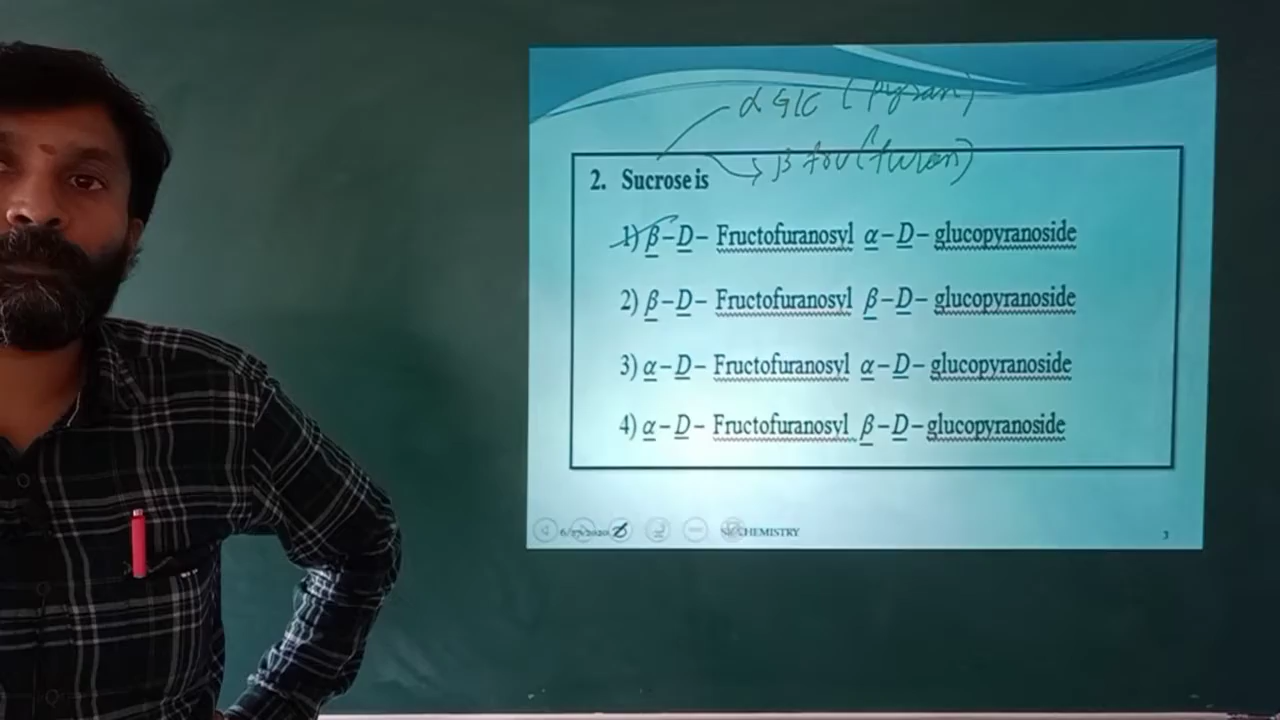 α Glc (pyran)
β fru (furan)
2. Sucrose is
1) β-D- Fructofuranosyl α-D- glucopyranoside
2) β-D- Fructofuranosyl β-D- glucopyranoside
3) α-D- Fructofuranosyl α-D- glucopyranoside
4) α-D- Fructofuranosyl β-D- glucopyranoside
CHEMISTRY
3